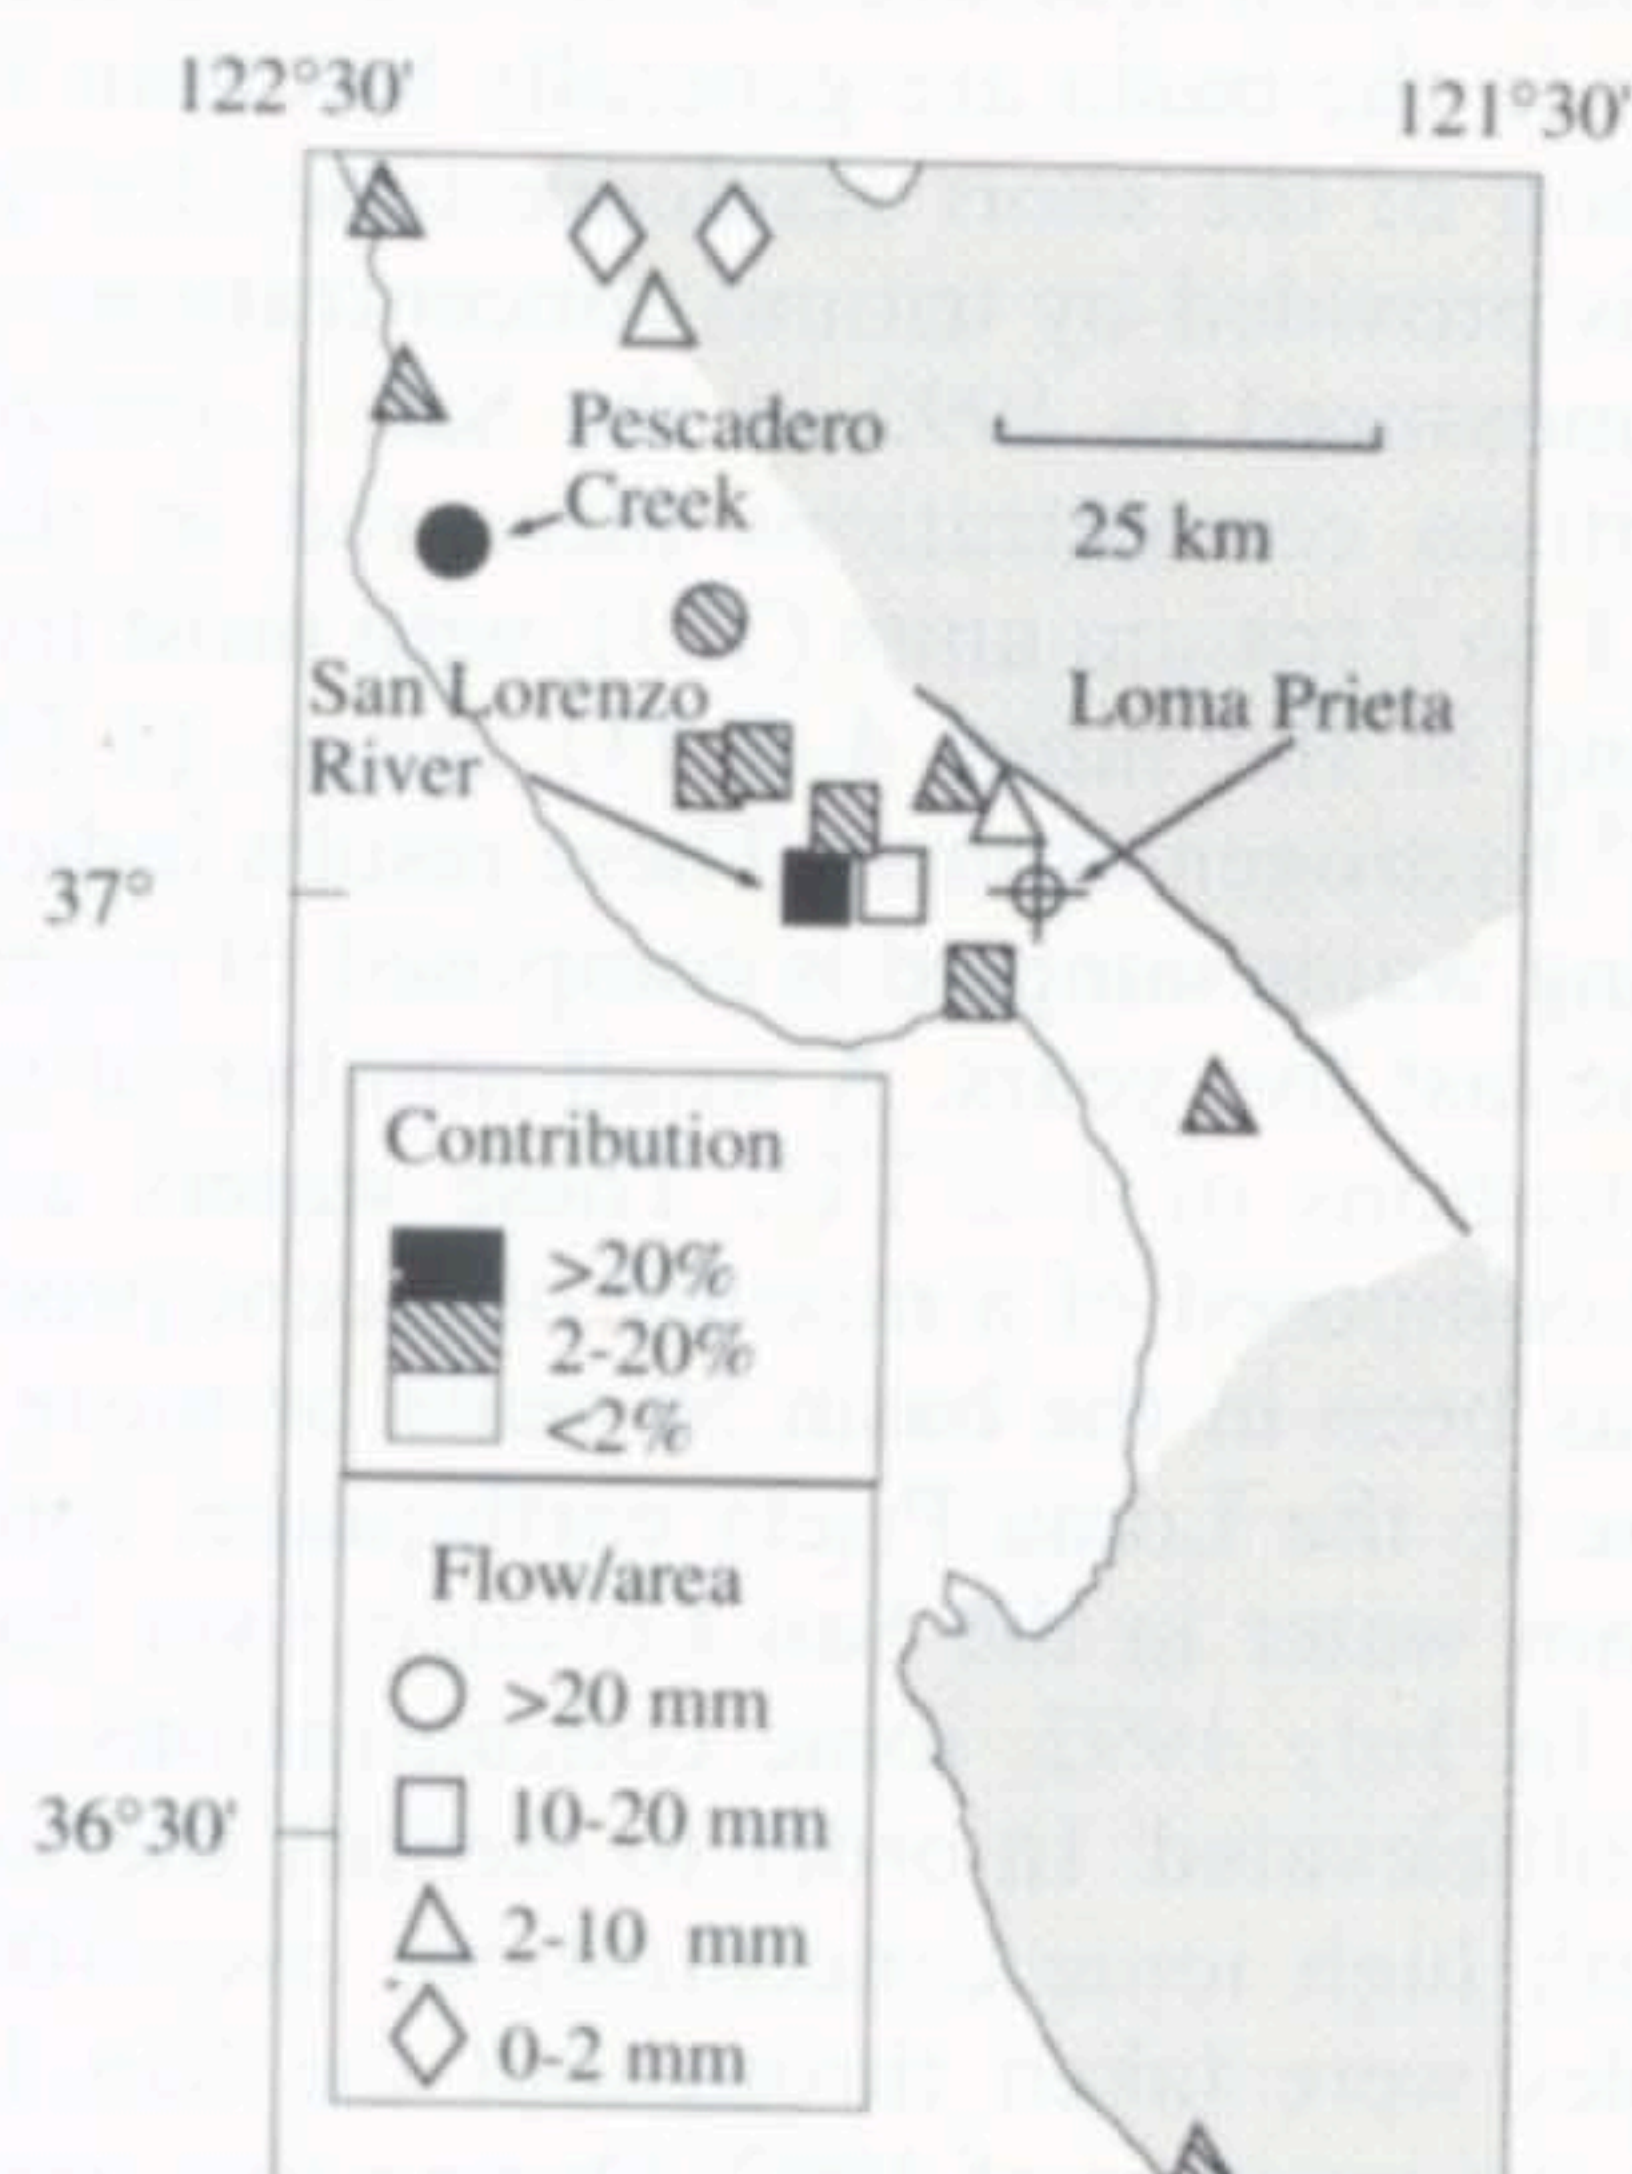 122°30'
121°30'
Pescadero
Creek
25 km
San Lorenzo
River
Loma Prieta
37°
Contribution
>20%
2-20%
<2%
Flow/area
>20 mm
10-20 mm
36°30'
2-10 mm
0-2 mm